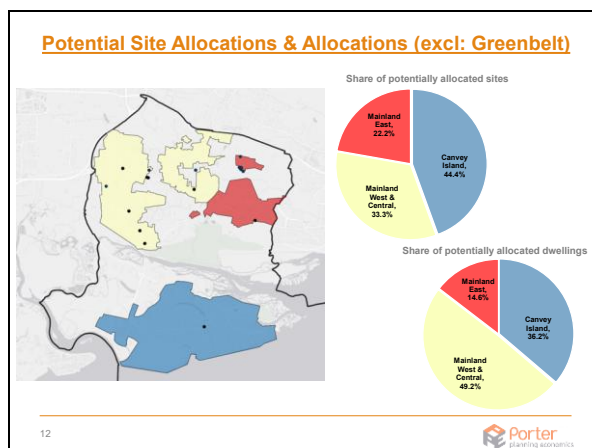 Potential Site Allocations & Allocations (excl: Greenbelt)
Share of potentially allocated sites
Mainland
East,
22.2%
Canvey
Island,
44.4%
Mainland
West &
Central,
33.3%
Share of potentially allocated dwellings
Mainland
East,
14.6%
Canvey
Island,
36.2%
Mainland
West &
Central,
49.2%
12
Porter
planning economics